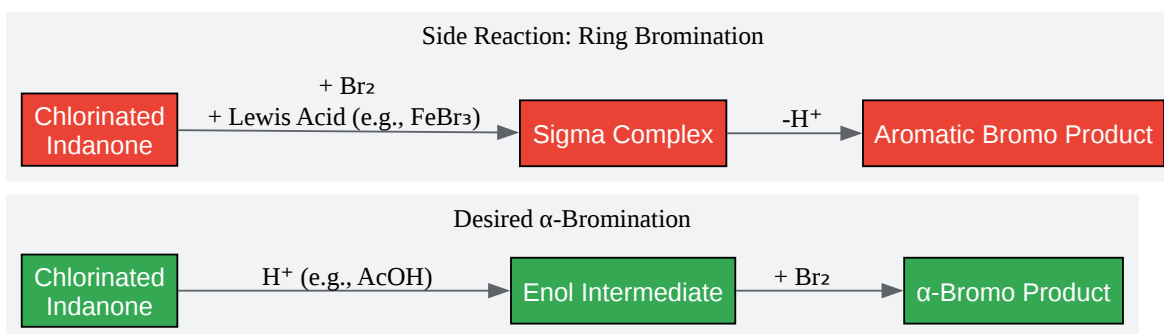 Side Reaction: Ring Bromination
+ Br₂
+ Lewis Acid (e.g., FeBr₃)
-H⁺
Chlorinated
Indanone
Sigma Complex
Aromatic Bromo Product
Desired α-Bromination
H⁺ (e.g., AcOH)
+ Br₂
Chlorinated
Indanone
Enol Intermediate
α-Bromo Product